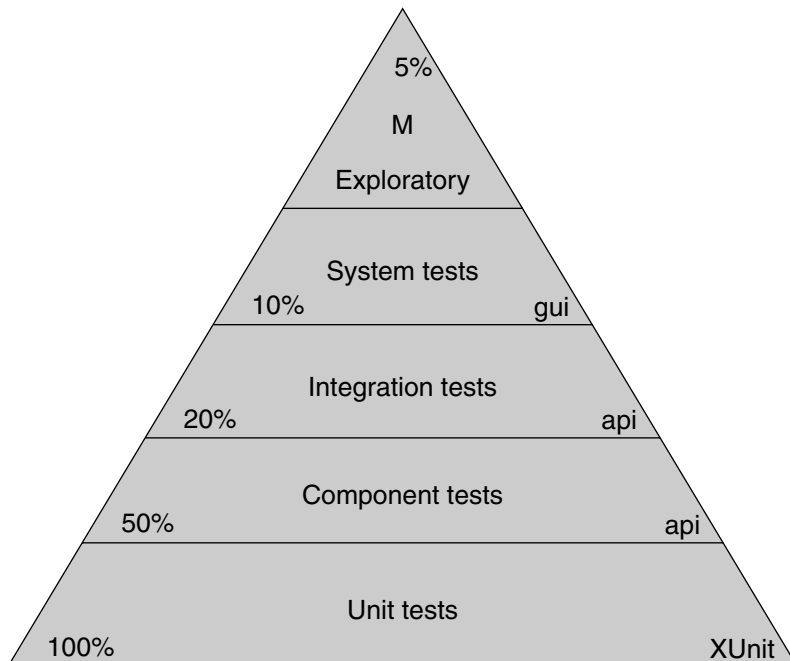 5%
M
Exploratory
System tests
10% gui
Integration tests
20% api
Component tests
50% api
Unit tests
100% XUnit